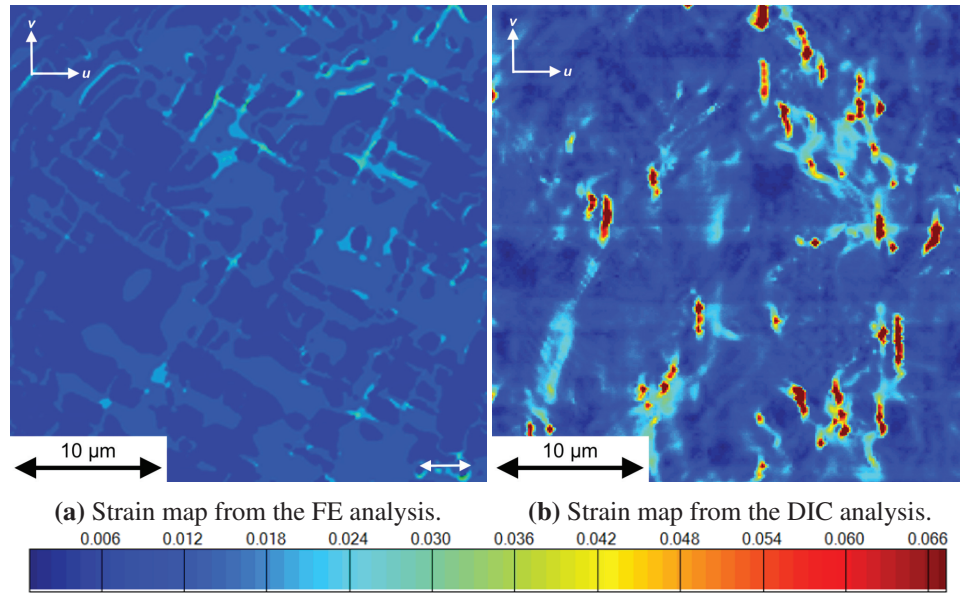 v
u
10 µm
v
u
10 µm
(a) Strain map from the FE analysis.
(b) Strain map from the DIC analysis.
0.006 0.012 0.018 0.024 0.030 0.036 0.042 0.048 0.054 0.060 0.066